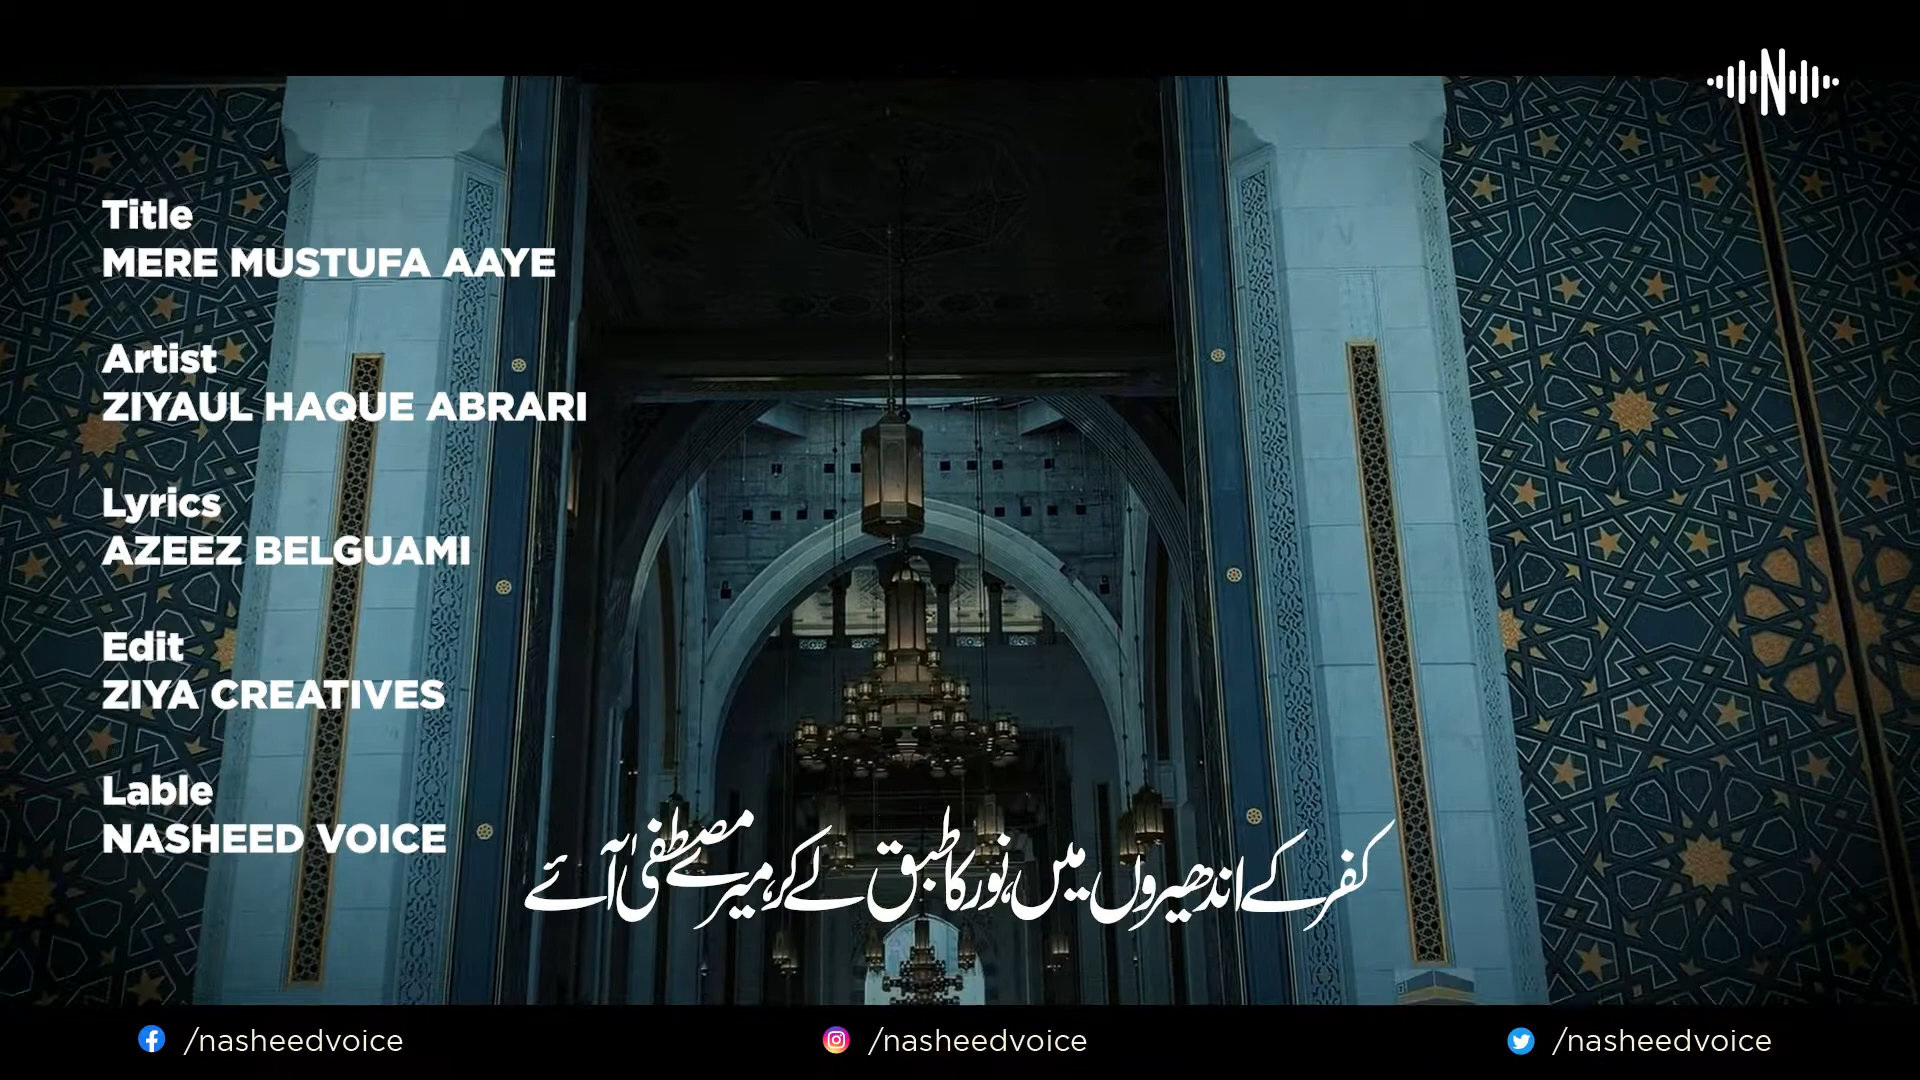 N
Title
MERE MUSTUFA AAYE
Artist
ZIYAUL HAQUE ABRARI
Lyrics
AZEEZ BELGUAMI
Edit
ZIYA CREATIVES
Lable
NASHEED VOICE
کفر کے اندھیروں میں، نور کا طبق لے کر، میرے مصطفیٰ آئے
/nasheedvoice
/nasheedvoice
/nasheedvoice